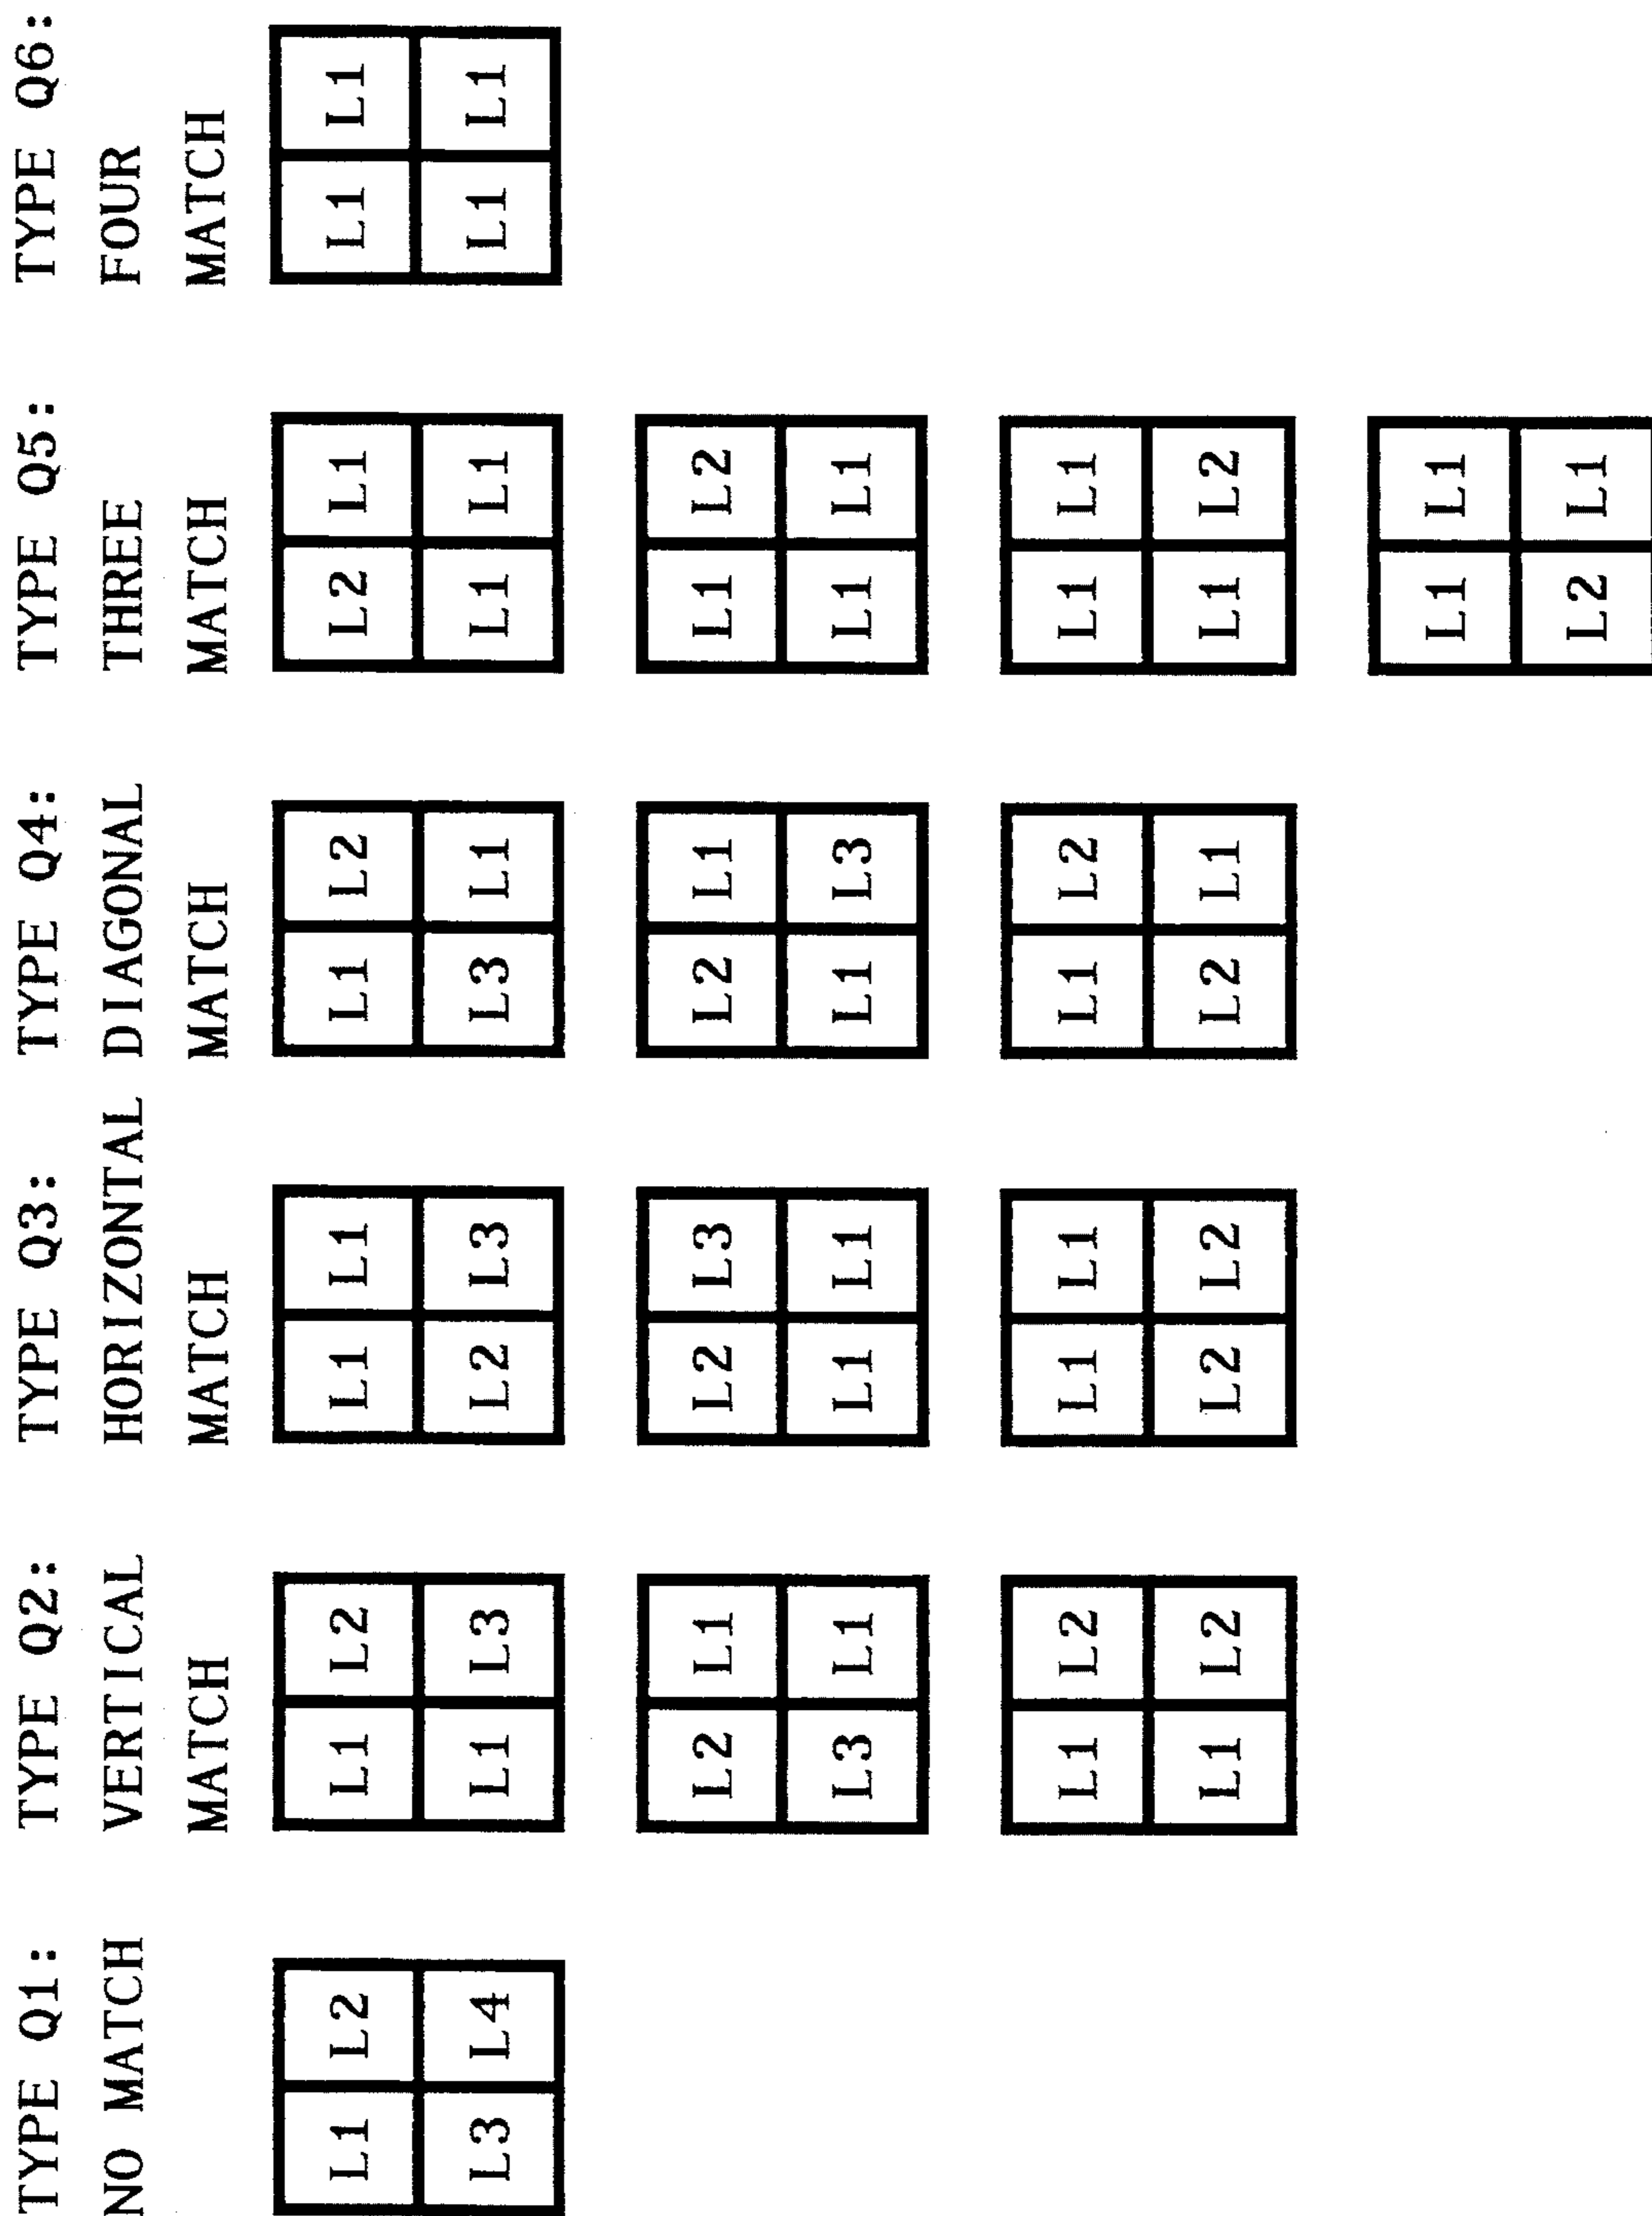 TYPE Q1: TYPE Q2: TYPE Q3: TYPE Q4: TYPE Q5: TYPE Q6:
NO MATCH VERTICAL HORIZONTAL DIAGONAL THREE FOUR
MATCH MATCH MATCH MATCH MATCH
L1 L2 L1 L2 L1 L1 L1 L2 L2 L1 L1 L1
L3 L4 L1 L3 L2 L3 L3 L1 L1 L1 L1 L1
L2 L1 L2 L3 L2 L1 L1 L2
L3 L1 L1 L1 L1 L3 L1 L1
L1 L2 L1 L1 L1 L2 L1 L1
L1 L2 L2 L2 L2 L1 L1 L2
L1 L1
L2 L1